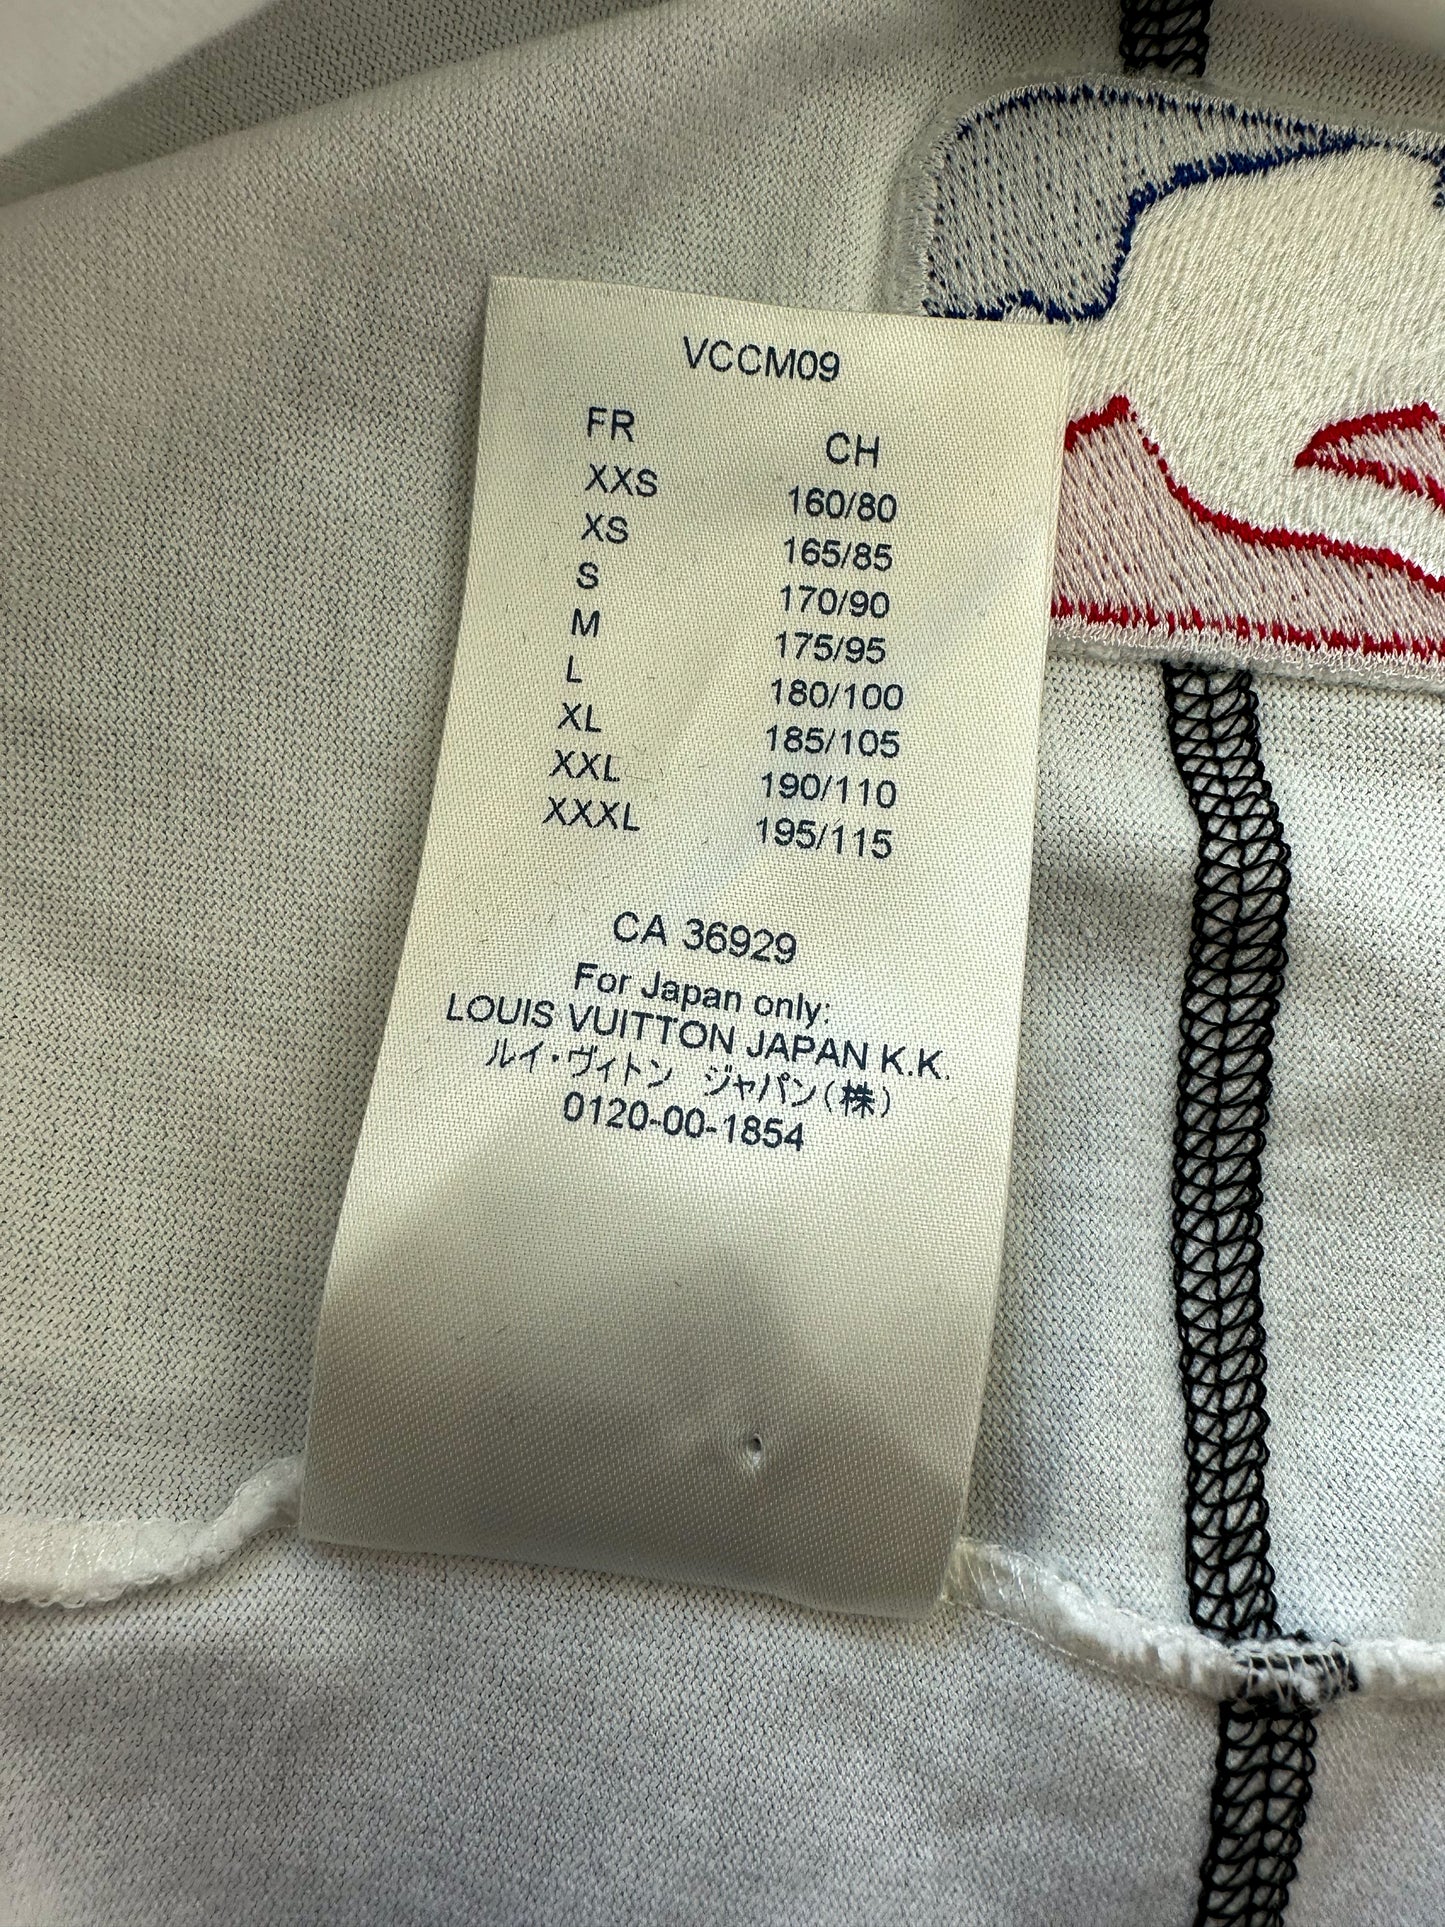 VCCM09
FR CH
XXS 160/80
XS 165/85
S 170/90
M 175/95
L 180/100
XL 185/105
XXL 190/110
XXXL 195/115
CA 36929
For Japan only:
LOUIS VUITTON JAPAN K.K.
ルイ・ヴィトン ジャパン(株)
0120-00-1854